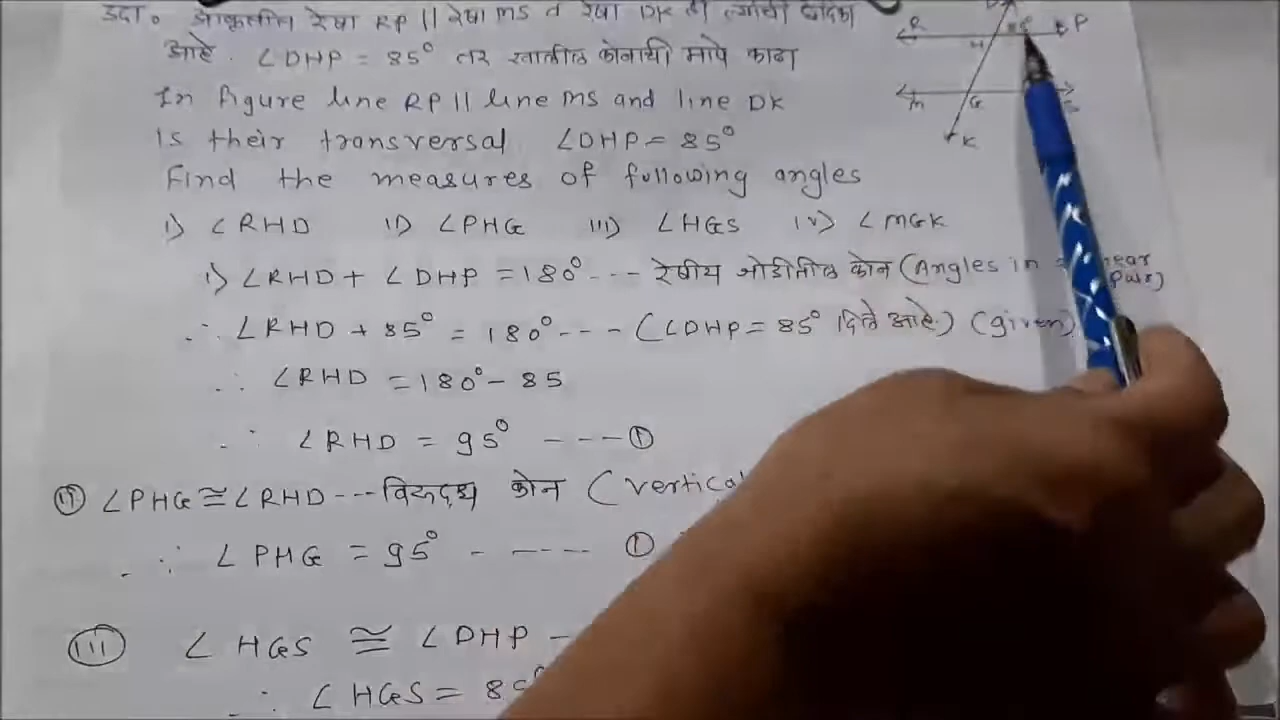 उदा. आकृतीत रेषा RP || रेषा MS व रेषा DK ही त्यांची छेदिका
आहे. ∠DHP = 85° तर खालील कोनांची मापे काढा
In figure line RP || line MS and line DK
is their transversal ∠DHP = 85°
Find the measures of following angles
i) ∠RHD ii) ∠PHG iii) ∠HGS iv) ∠MGK
i) ∠RHD + ∠DHP = 180° --- रेषीय जोडीतील कोन (Angles in
∴ ∠RHD + 85° = 180° --- (∠DHP = 85° दिले आहे) (given)
∴ ∠RHD = 180° - 85
∴ ∠RHD = 95° ---- ①
ii) ∠PHG ≅ ∠RHD --- विरुद्ध कोन (
∴ ∠PHG = 95° - ---- ①
iii) ∠HGS ≅ ∠DHP -
∴ ∠HGS = 85°
R
H
P
M
G
K